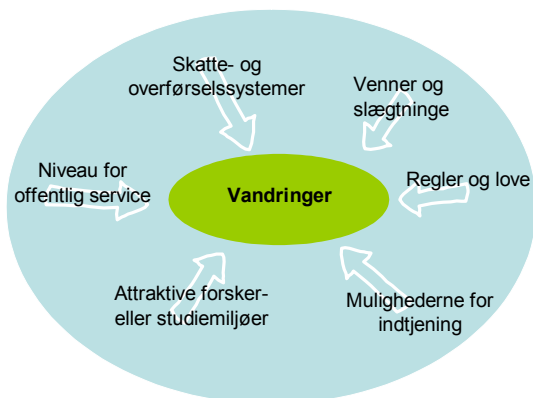 Skatte- og
overførselssystemer
Venner og
slægtninge
Niveau for
offentlig service
Vandringer
Regler og love
Attraktive forsker-
eller studiemiljøer
Mulighederne for
indtjening